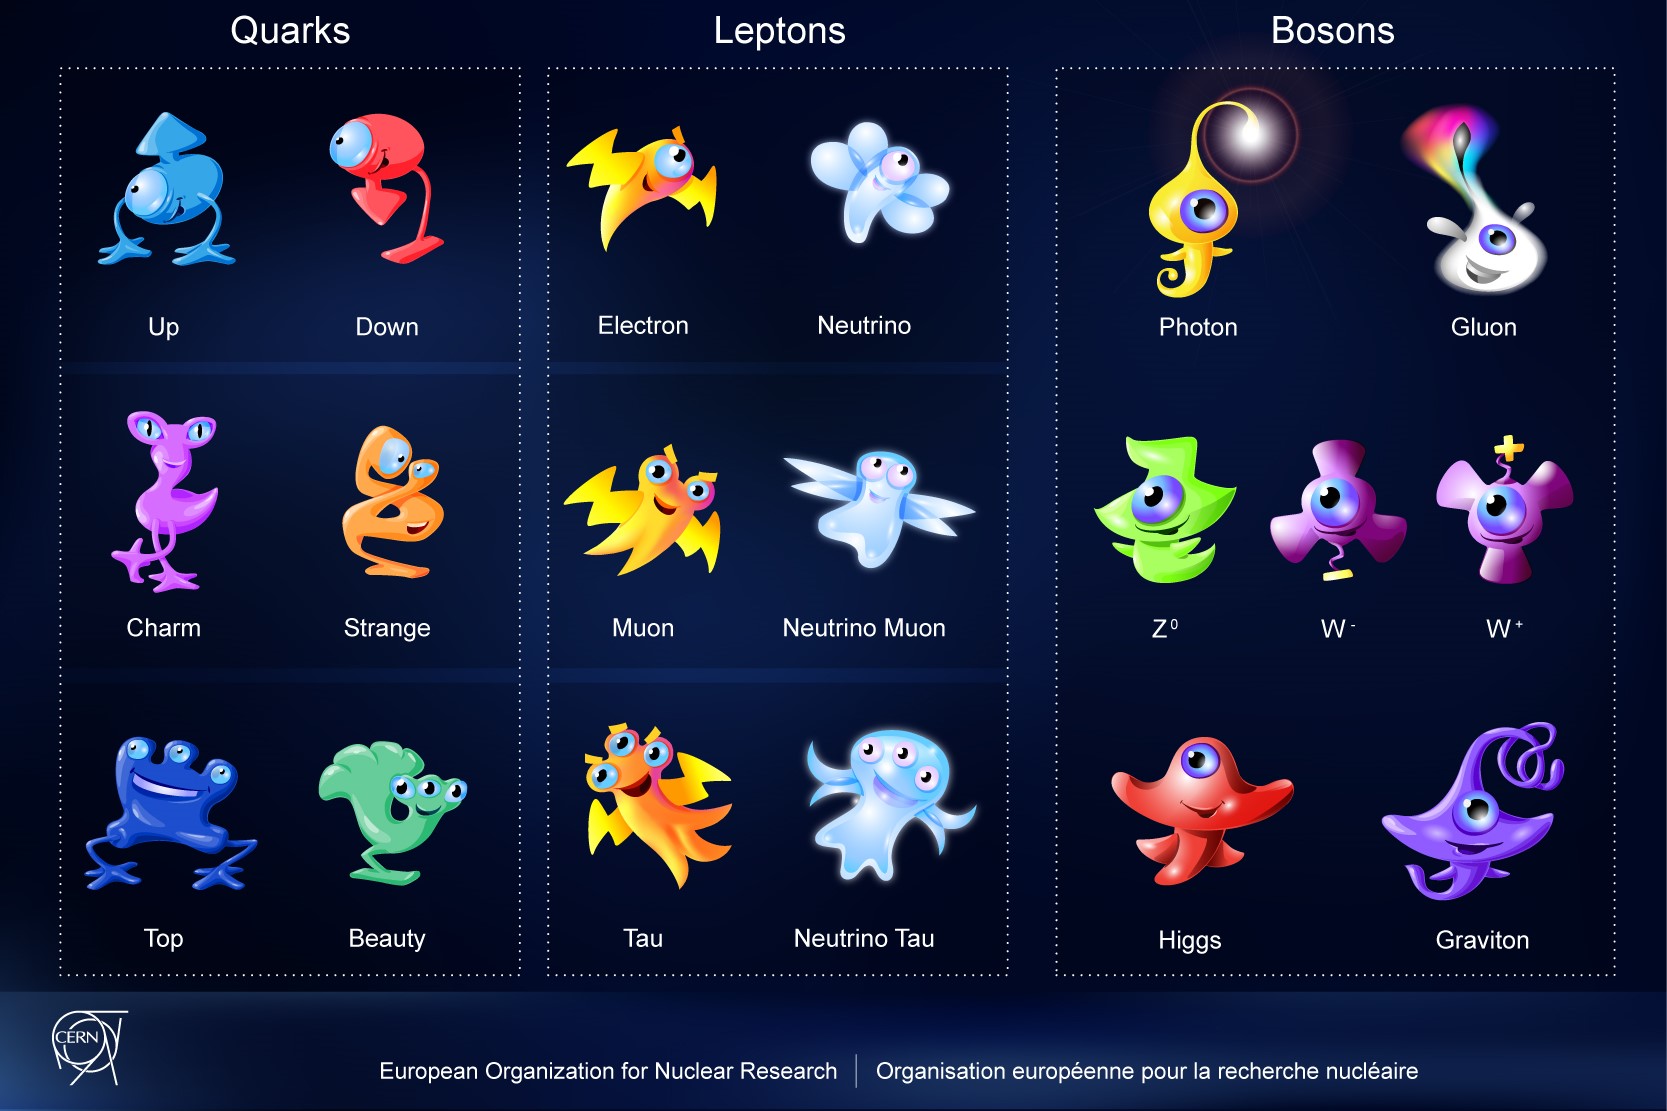 Quarks
Leptons
Bosons
Up
Down
Electron
Neutrino
Photon
Gluon
Charm
Strange
Muon
Neutrino Muon
Z⁰
W⁻
W⁺
Top
Beauty
Tau
Neutrino Tau
Higgs
Graviton
CERN
European Organization for Nuclear Research
Organisation européenne pour la recherche nucléaire